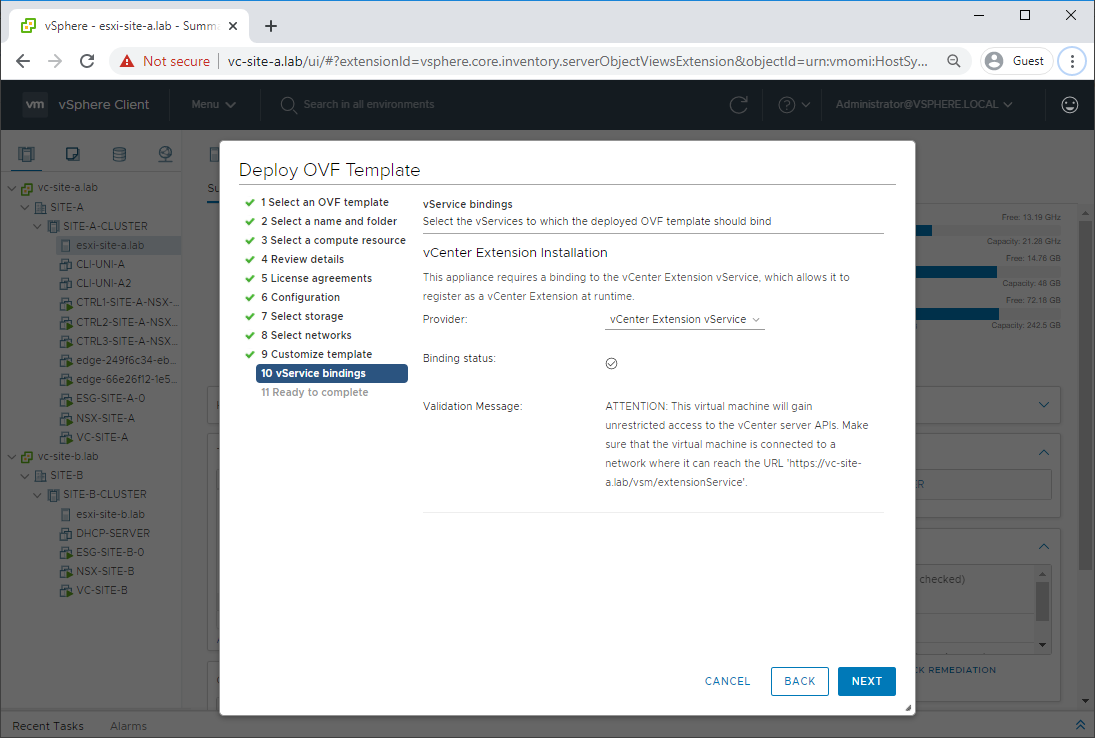 vSphere - esxi-site-a.lab - Summa
Not secure
vc-site-a.lab/ui/#?extensionId=vsphere.core.inventory.serverObjectViewsExtension&objectId=urn:vmomi:HostSy...
Guest
vm
vSphere Client
Menu
Search in all environments
Administrator@VSPHERE.LOCAL
vc-site-a.lab
SITE-A
SITE-A-CLUSTER
esxi-site-a.lab
CLI-UNI-A
CLI-UNI-A2
CTRL1-SITE-A-NSX-...
CTRL2-SITE-A-NSX...
CTRL3-SITE-A-NSX...
edge-249f6c34-eb...
edge-66e26f12-1e5...
ESG-SITE-A-0
NSX-SITE-A
VC-SITE-A
vc-site-b.lab
SITE-B
SITE-B-CLUSTER
esxi-site-b.lab
DHCP-SERVER
ESG-SITE-B-0
NSX-SITE-B
VC-SITE-B
Su
Deploy OVF Template
1 Select an OVF template
2 Select a name and folder
3 Select a compute resource
4 Review details
5 License agreements
6 Configuration
7 Select storage
8 Select networks
9 Customize template
10 vService bindings
11 Ready to complete
vService bindings
Select the vServices to which the deployed OVF template should bind
vCenter Extension Installation
This appliance requires a binding to the vCenter Extension vService, which allows it to
register as a vCenter Extension at runtime.
Provider:
vCenter Extension vService
Binding status:
Validation Message:
ATTENTION: This virtual machine will gain
unrestricted access to the vCenter server APIs. Make
sure that the virtual machine is connected to a
network where it can reach the URL 'https://vc-site-
a.lab/vsm/extensionService'.
CANCEL
BACK
NEXT
Free: 13.19 GHz
Capacity: 21.28 GHz
Free: 14.76 GB
Capacity: 46 GB
Free: 72.18 GB
Capacity: 242.5 GB
ER
checked)
CK REMEDIATION
Recent Tasks
Alarms